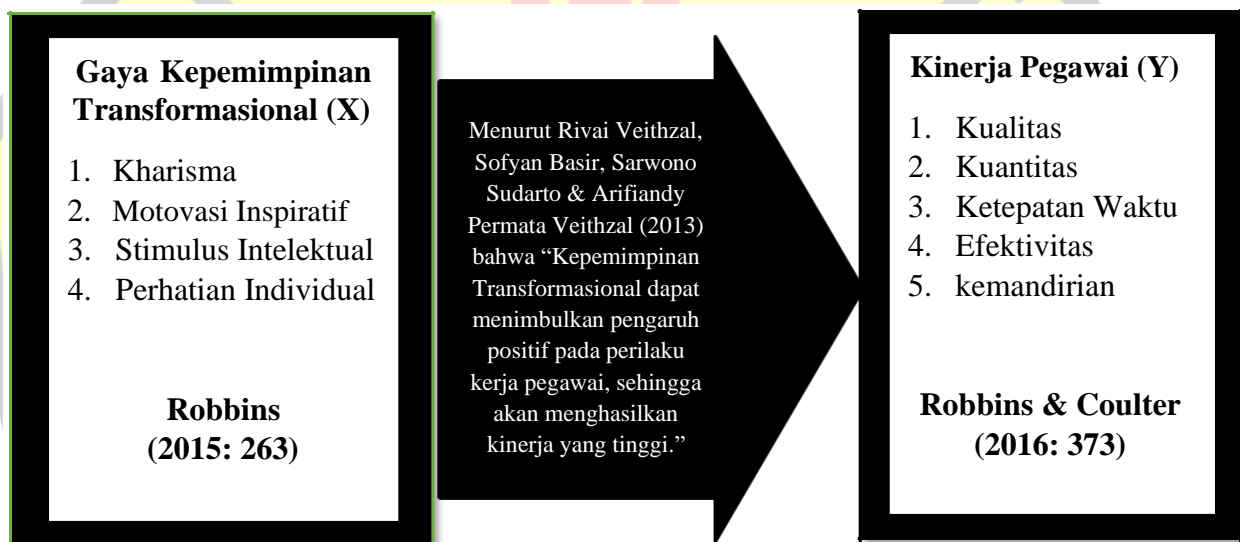 Gaya Kepemimpinan
Transformasional (X)
1. Kharisma
2. Motovasi Inspiratif
3. Stimulus Intelektual
4. Perhatian Individual
Robbins
(2015: 263)
Menurut Rivai Veithzal,
Sofyan Basir, Sarwono
Sudarto & Arifiandy
Permata Veithzal (2013)
bahwa “Kepemimpinan
Transformasional dapat
menimbulkan pengaruh
positif pada perilaku
kerja pegawai, sehingga
akan menghasilkan
kinerja yang tinggi.”
Kinerja Pegawai (Y)
1. Kualitas
2. Kuantitas
3. Ketepatan Waktu
4. Efektivitas
5. kemandirian
Robbins & Coulter
(2016: 373)